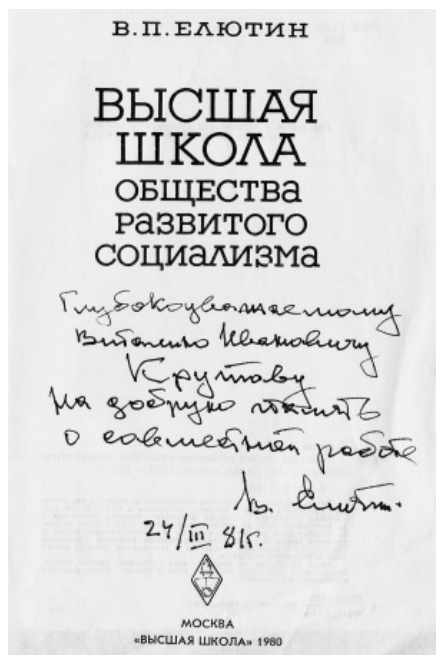 В.П.ЕЛЮТИН
ВЫСШАЯ
ШКОЛА
ОБЩЕСТВА
РАЗВИТОГО
СОЦИАЛИЗМА
Глубокоуважаемому
Виталию Ивановичу
Крутову
На добрую память
о совместной работе
В. Елютин.
24/III 81г.
МОСКВА
«ВЫСШАЯ ШКОЛА» 1980